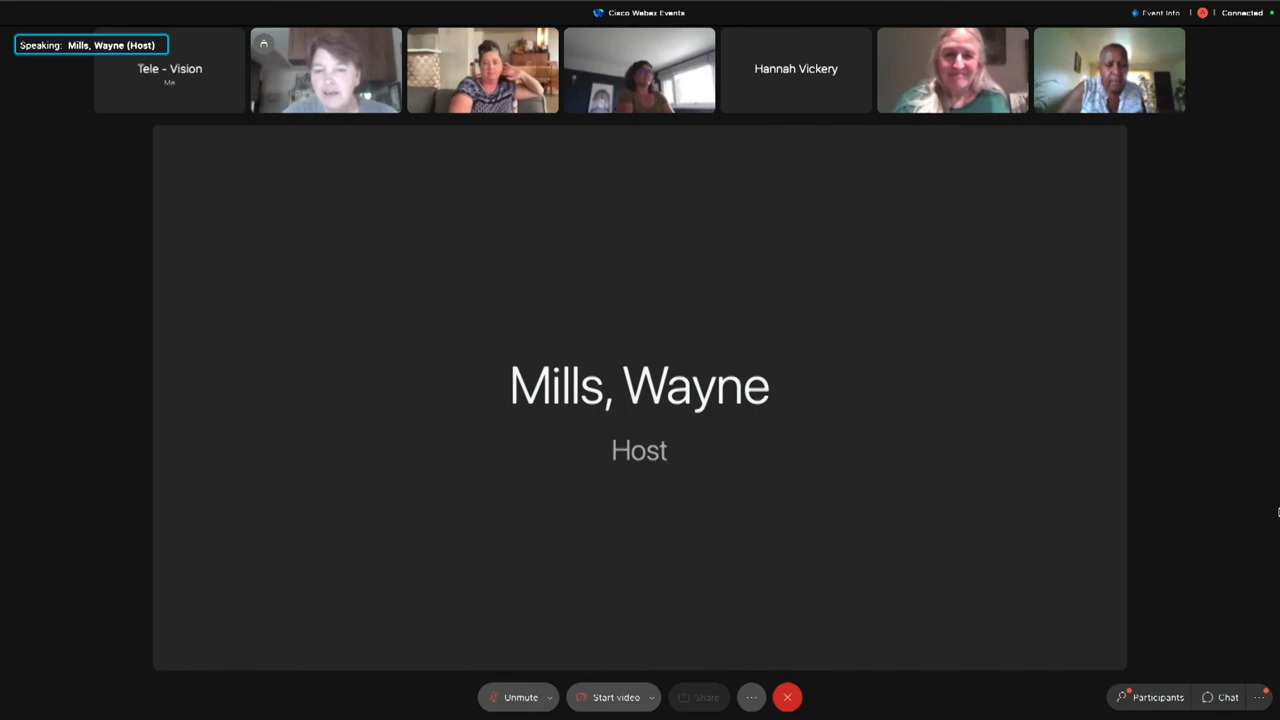 Cisco Webex Events
Event Info
Connected
Speaking: Mills, Wayne (Host)
Tele - Vision
Me
Hannah Vickery
Mills, Wayne
Host
Unmute
Start video
Share
Participants
Chat